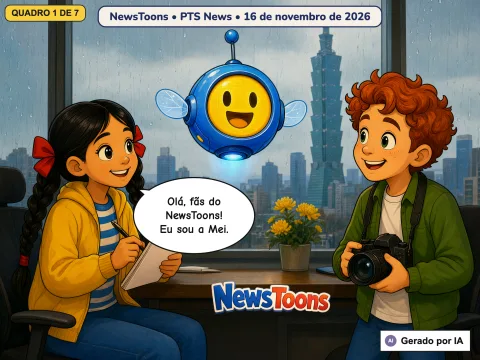 QUADRO 1 DE 7
NewsToons • PTS News • 16 de novembro de 2026
Olá, fãs do
NewsToons!
Eu sou a Mei.
NewsToons
AI Gerado por IA